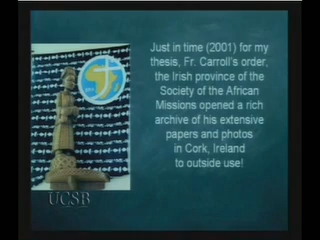 Just in time (2001) for my
thesis, Fr. Carroll's order,
the Irish province of the
Society of the African
Missions opened a rich
archive of his extensive
papers and photos
in Cork, Ireland
to outside use!
UCSB